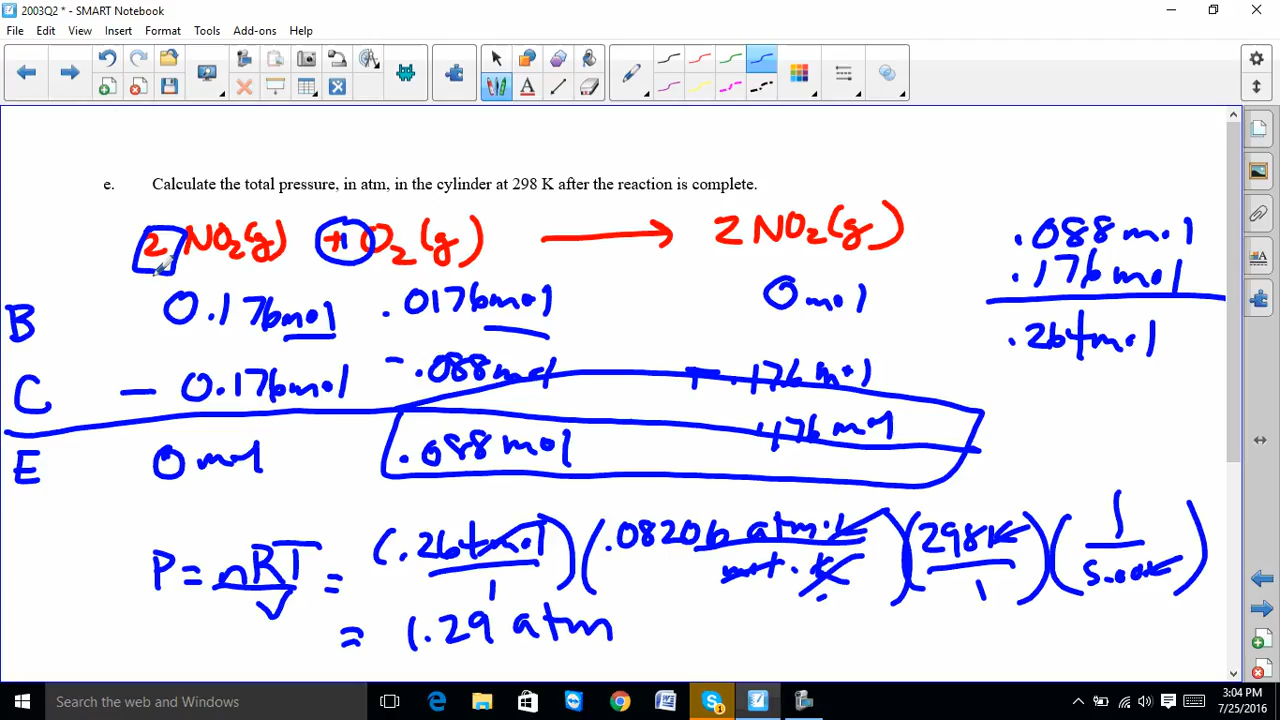 2003Q2 * - SMART Notebook
File Edit View Insert Format Tools Add-ons Help
e. Calculate the total pressure, in atm, in the cylinder at 298 K after the reaction is complete.
2 NO₂(g) +1 O₂(g) → 2 NO₂(g)
.088 mol
.176 mol
.264 mol
B 0.176 mol .0176 mol 0 mol
C - 0.176 mol - .088 mol + .176 mol
E 0 mol .088 mol .176 mol
P = nRT/V = (.264 mol/1)(.08206 atm·L/mol·K)(298K/1)(1/5.00L)
= 1.29 atm
Search the web and Windows
1
3:04 PM
7/25/2016